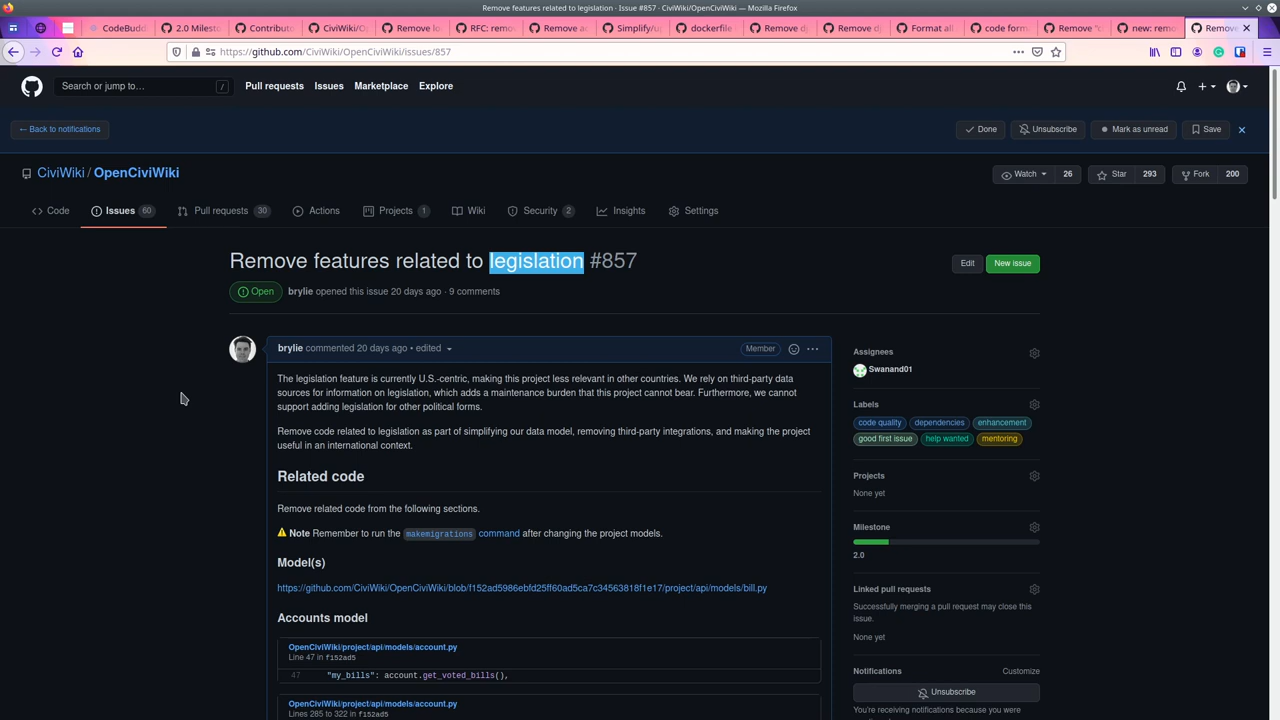 Remove features related to legislation · Issue #857 · CiviWiki/OpenCiviWiki — Mozilla Firefox
CodeBudd
2.0 Milesto
Contribute
CiviWiki/O
Remove lo
RFC: remo
Remove a
Simplify/u
dockerfile
Remove d
Remove d
Format all
code form
Remove "c
new: remo
Remove
https://github.com/CiviWiki/OpenCiviWiki/issues/857
Search or jump to… /
Pull requests Issues Marketplace Explore
← Back to notifications
Done Unsubscribe Mark as unread Save
CiviWiki / OpenCiviWiki
Watch 26 Star 293 Fork 200
Code Issues 60 Pull requests 30 Actions Projects 1 Wiki Security 2 Insights Settings
Remove features related to legislation #857
Edit New issue
Open brylie opened this issue 20 days ago · 9 comments
brylie commented 20 days ago • edited
Member
The legislation feature is currently U.S.-centric, making this project less relevant in other countries. We rely on third-party data
sources for information on legislation, which adds a maintenance burden that this project cannot bear. Furthermore, we cannot
support adding legislation for other political forms.
Remove code related to legislation as part of simplifying our data model, removing third-party integrations, and making the project
useful in an international context.
Related code
Remove related code from the following sections.
Note Remember to run the makemigrations command after changing the project models.
Model(s)
https://github.com/CiviWiki/OpenCiviWiki/blob/f152ad5986ebfd25ff60ad5ca7c34563818f1e17/project/api/models/bill.py
Accounts model
OpenCiviWiki/project/api/models/account.py
Line 47 in f152ad5
47 "my_bills": account.get_voted_bills(),
OpenCiviWiki/project/api/models/account.py
Lines 285 to 322 in f152ad5
Assignees
Swanand01
Labels
code quality dependencies enhancement
good first issue help wanted mentoring
Projects
None yet
Milestone
2.0
Linked pull requests
Successfully merging a pull request may close this
issue.
None yet
Notifications Customize
Unsubscribe
You're receiving notifications because you were